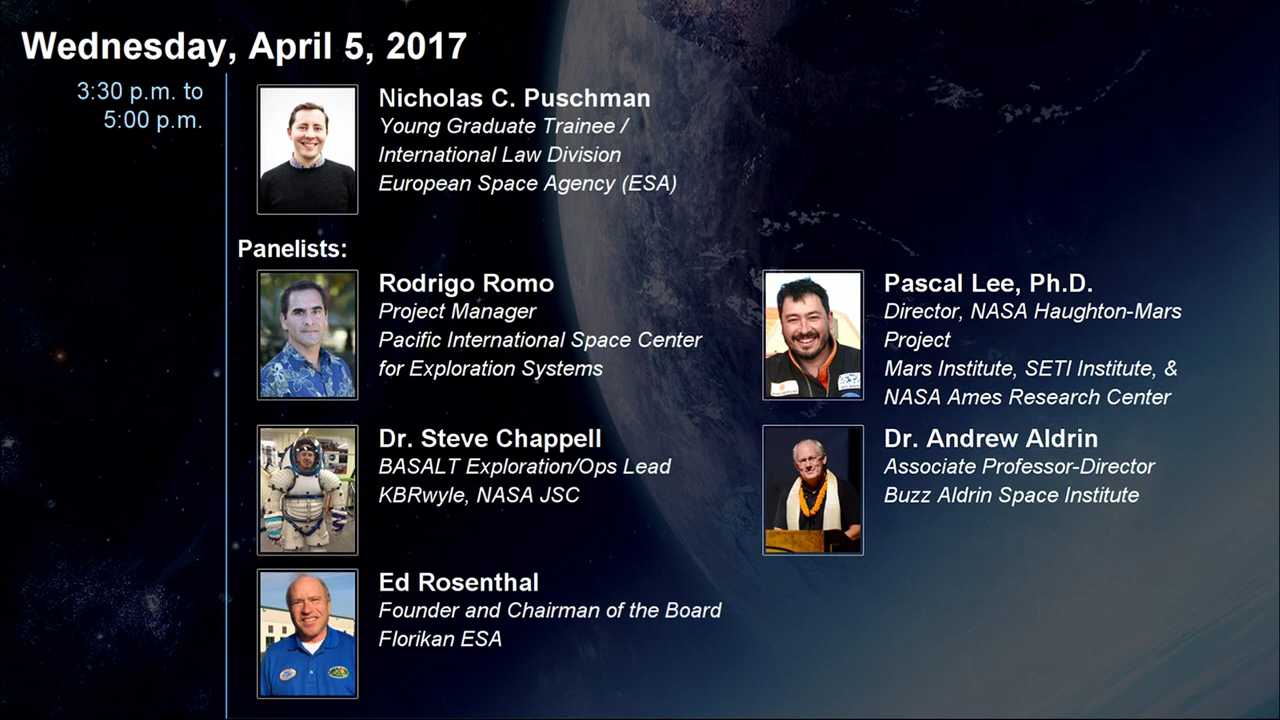 Wednesday, April 5, 2017
3:30 p.m. to
5:00 p.m.
Nicholas C. Puschman
Young Graduate Trainee /
International Law Division
European Space Agency (ESA)
Panelists:
Rodrigo Romo
Project Manager
Pacific International Space Center
for Exploration Systems
Pascal Lee, Ph.D.
Director, NASA Haughton-Mars
Project
Mars Institute, SETI Institute, &
NASA Ames Research Center
Dr. Steve Chappell
BASALT Exploration/Ops Lead
KBRwyle, NASA JSC
Dr. Andrew Aldrin
Associate Professor-Director
Buzz Aldrin Space Institute
Ed Rosenthal
Founder and Chairman of the Board
Florikan ESA